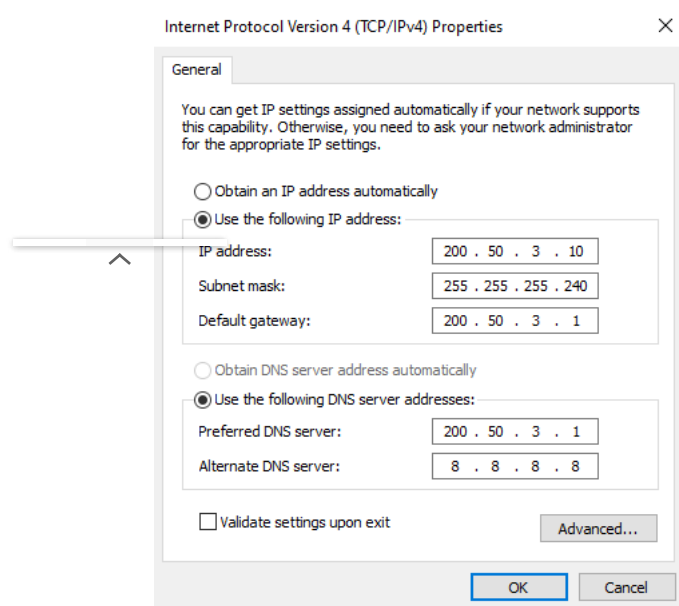 Internet Protocol Version 4 (TCP/IPv4) Properties
General
You can get IP settings assigned automatically if your network supports
this capability. Otherwise, you need to ask your network administrator
for the appropriate IP settings.
Obtain an IP address automatically
Use the following IP address:
IP address: 200 . 50 . 3 . 10
Subnet mask: 255 . 255 . 255 . 240
Default gateway: 200 . 50 . 3 . 1
Obtain DNS server address automatically
Use the following DNS server addresses:
Preferred DNS server: 200 . 50 . 3 . 1
Alternate DNS server: 8 . 8 . 8 . 8
Validate settings upon exit
Advanced...
OK Cancel